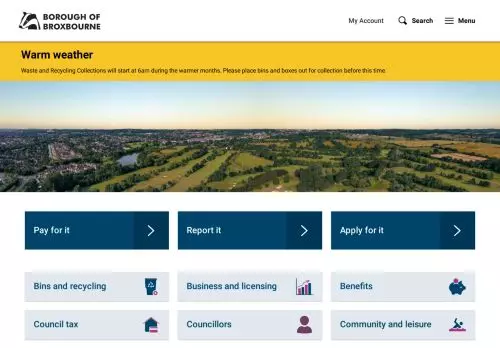 BOROUGH OF
BROXBOURNE
My Account
Search
Menu
Warm weather
Waste and Recycling Collections will start at 6am during the warmer months. Please place bins and boxes out for collection before this time.
Pay for it
Report it
Apply for it
Bins and recycling
Business and licensing
Benefits
Council tax
Councillors
Community and leisure